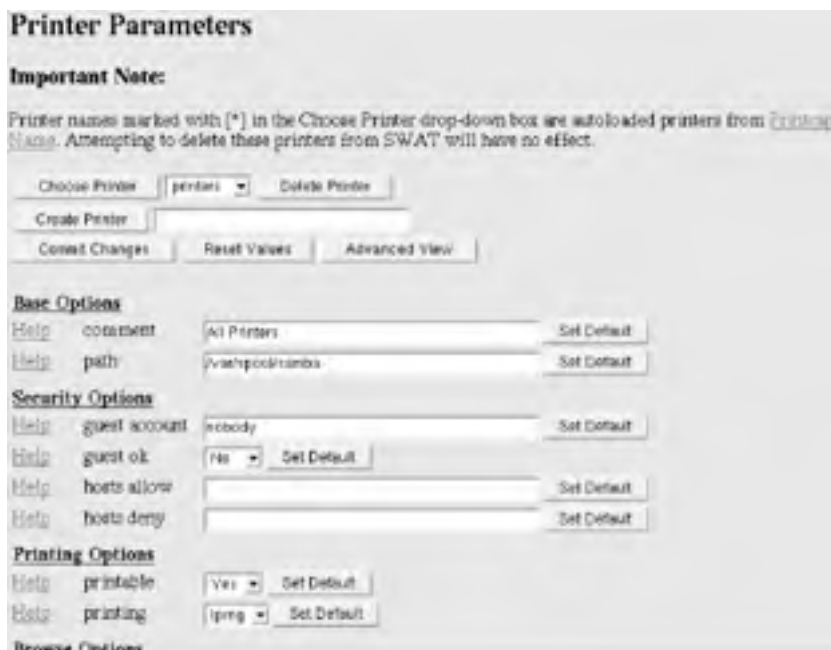 Printer Parameters
Important Note:
Printer names marked with [*] in the Choose Printer drop-down box are autoloaded printers from Printcap
Name. Attempting to delete these printers from SWAT will have no effect.
Choose Printer printers Delete Printer
Create Printer
Commit Changes Reset Values Advanced View
Base Options
Help comment All Printers Set Default
Help path /var/spool/samba Set Default
Security Options
Help guest account nobody Set Default
Help guest ok No Set Default
Help hosts allow Set Default
Help hosts deny Set Default
Printing Options
Help printable Yes Set Default
Help printing lprng Set Default
Browse Options